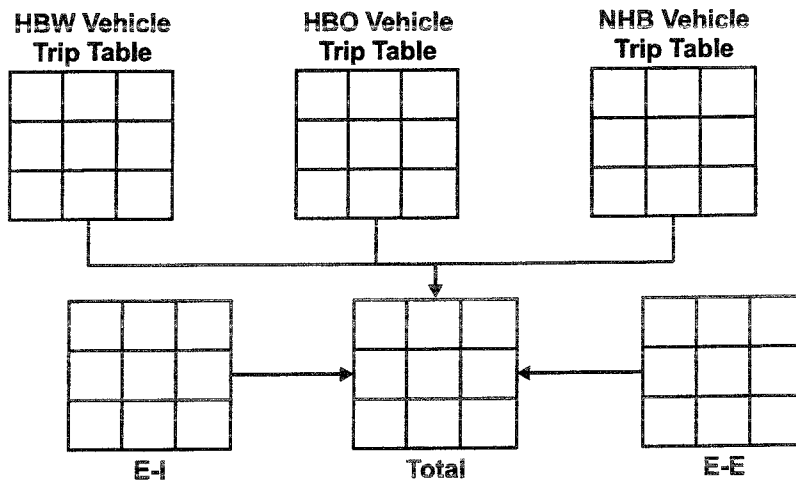 HBW Vehicle
Trip Table
HBO Vehicle
Trip Table
NHB Vehicle
Trip Table
E-I
Total
E-E